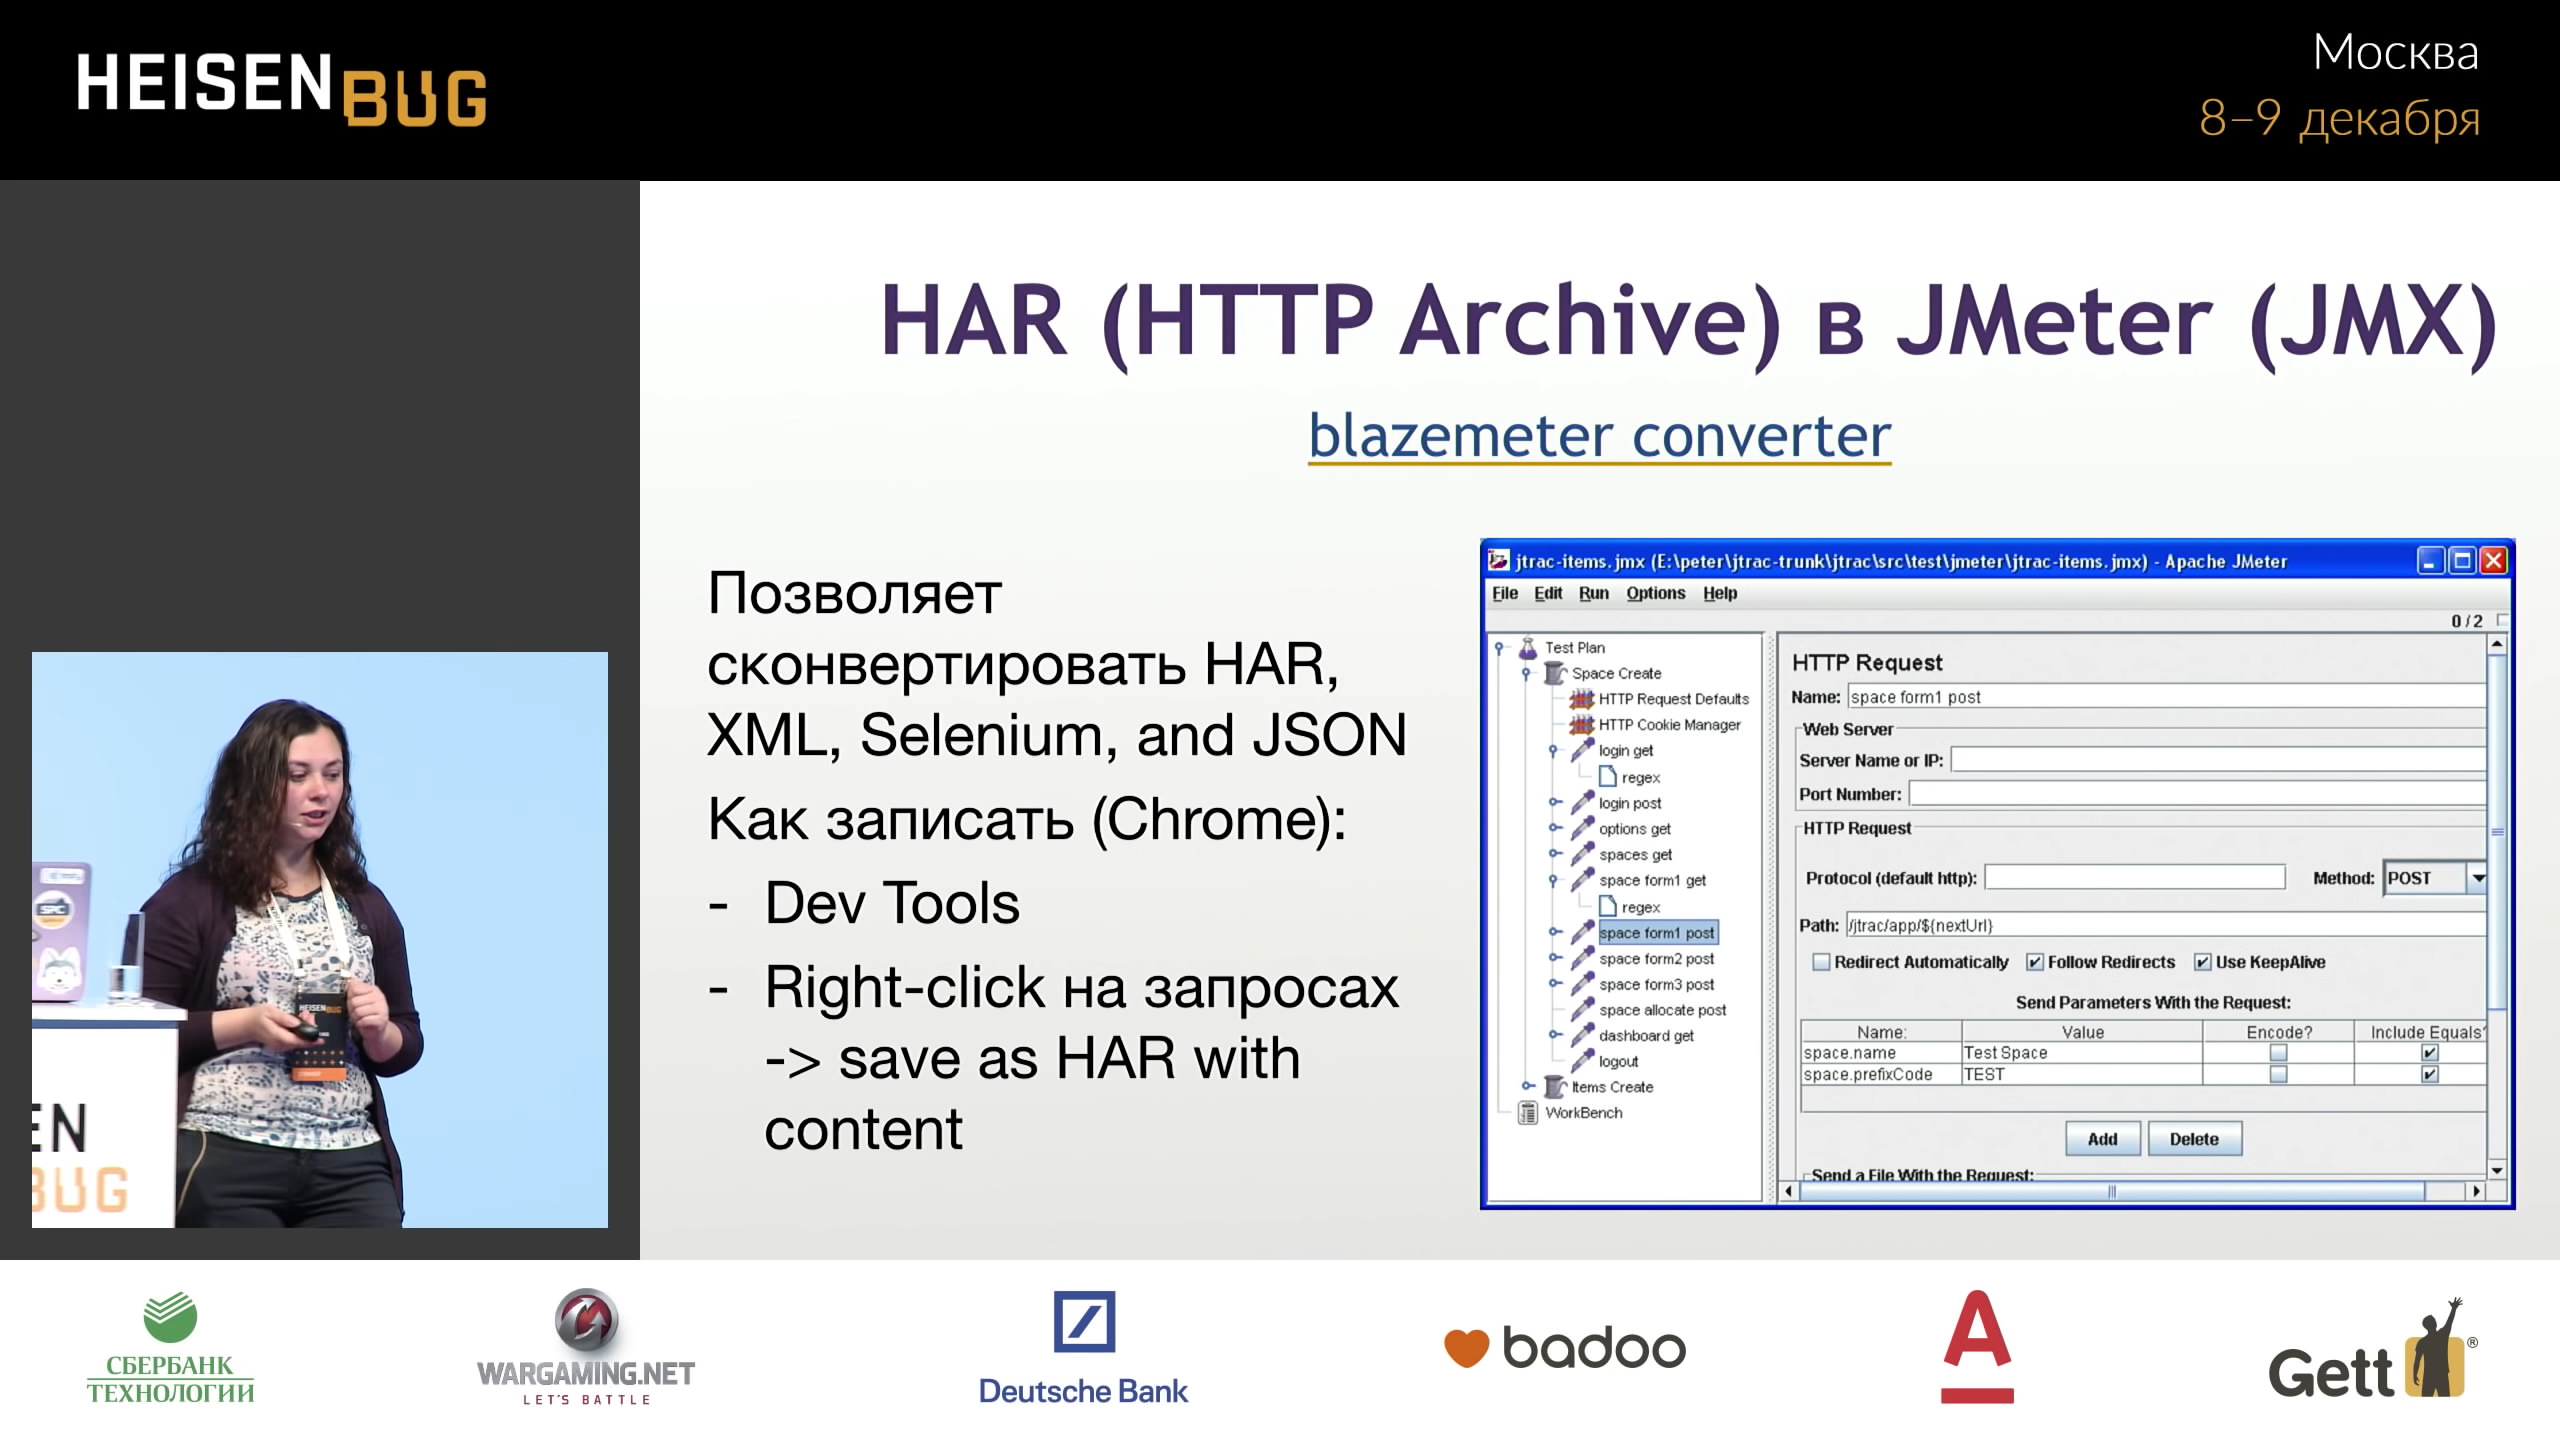 HEISENBUG
Москва
8–9 декабря
HAR (HTTP Archive) в JMeter (JMX)
blazemeter converter
Позволяет
сконвертировать HAR,
XML, Selenium, and JSON
Как записать (Chrome):
- Dev Tools
- Right-click на запросах
-> save as HAR with
content
jtrac-items.jmx (E:\peter\jtrac-trunk\jtrac\src\test\jmeter\jtrac-items.jmx) - Apache JMeter
File Edit Run Options Help
0 / 2
Test Plan
Space Create
HTTP Request Defaults
HTTP Cookie Manager
login get
regex
login post
options get
spaces get
space form1 get
regex
space form1 post
space form2 post
space form3 post
space allocate post
dashboard get
logout
Items Create
WorkBench
HTTP Request
Name: space form1 post
Web Server
Server Name or IP:
Port Number:
HTTP Request
Protocol (default http): Method: POST
Path: /jtrac/app/${nextUrl}
Redirect Automatically Follow Redirects Use KeepAlive
Send Parameters With the Request:
Name: Value Encode? Include Equals?
space.name Test Space
space.prefixCode TEST
Add Delete
Send a File With the Request:
HEISENBUG
EN
BUG
СБЕРБАНК
ТЕХНОЛОГИИ
WARGAMING.NET
LET'S BATTLE
Deutsche Bank
badoo
A
Gett®